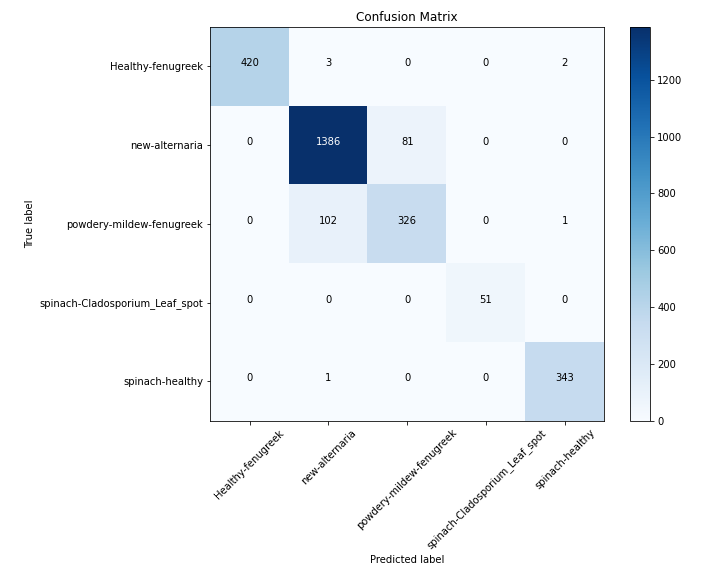 Confusion Matrix
Healthy-fenugreek 420 3 0 0 2
new-alternaria 0 1386 81 0 0
powdery-mildew-fenugreek 0 102 326 0 1
spinach-Cladosporium_Leaf_spot 0 0 0 51 0
spinach-healthy 0 1 0 0 343
True label
Healthy-fenugreek
new-alternaria
powdery-mildew-fenugreek
spinach-Cladosporium_Leaf_spot
spinach-healthy
Predicted label
1200
1000
800
600
400
200
0